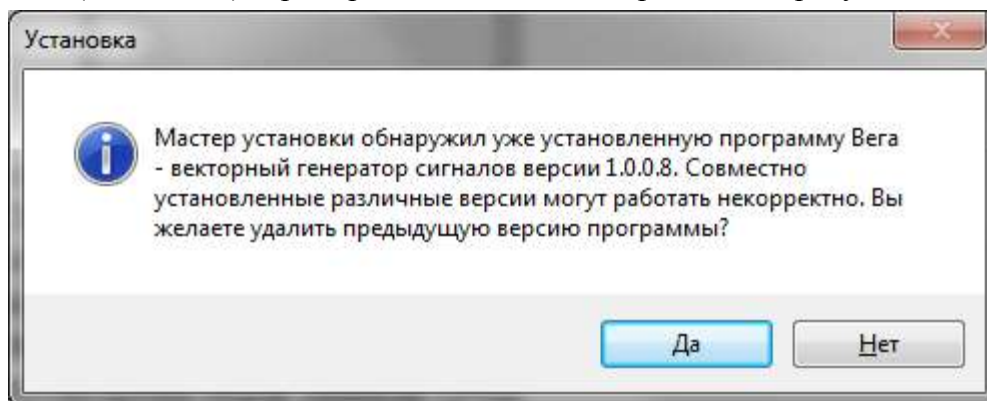 Установка
Мастер установки обнаружил уже установленную программу Вега
- векторный генератор сигналов версии 1.0.0.8. Совместно
установленные различные версии могут работать некорректно. Вы
желаете удалить предыдущую версию программы?
Да
Нет